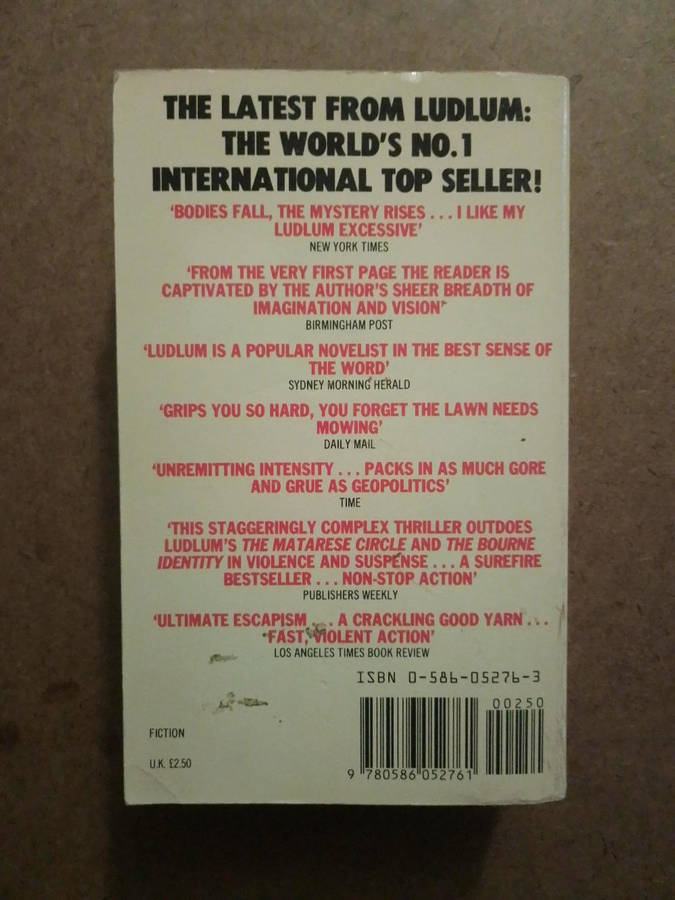 THE LATEST FROM LUDLUM:
THE WORLD'S NO.1
INTERNATIONAL TOP SELLER!
'BODIES FALL, THE MYSTERY RISES . . . I LIKE MY
LUDLUM EXCESSIVE'
NEW YORK TIMES
'FROM THE VERY FIRST PAGE THE READER IS
CAPTIVATED BY THE AUTHOR'S SHEER BREADTH OF
IMAGINATION AND VISION'
BIRMINGHAM POST
'LUDLUM IS A POPULAR NOVELIST IN THE BEST SENSE OF
THE WORD'
SYDNEY MORNING HERALD
'GRIPS YOU SO HARD, YOU FORGET THE LAWN NEEDS
MOWING'
DAILY MAIL
'UNREMITTING INTENSITY . . . PACKS IN AS MUCH GORE
AND GRUE AS GEOPOLITICS'
TIME
'THIS STAGGERINGLY COMPLEX THRILLER OUTDOES
LUDLUM'S THE MATARESE CIRCLE AND THE BOURNE
IDENTITY IN VIOLENCE AND SUSPENSE . . . A SUREFIRE
BESTSELLER . . . NON-STOP ACTION'
PUBLISHERS WEEKLY
'ULTIMATE ESCAPISM . . . A CRACKLING GOOD YARN . . .
FAST, VIOLENT ACTION'
LOS ANGELES TIMES BOOK REVIEW
ISBN 0-586-05276-3
00250
FICTION
U.K. £2.50
9 780586 052761